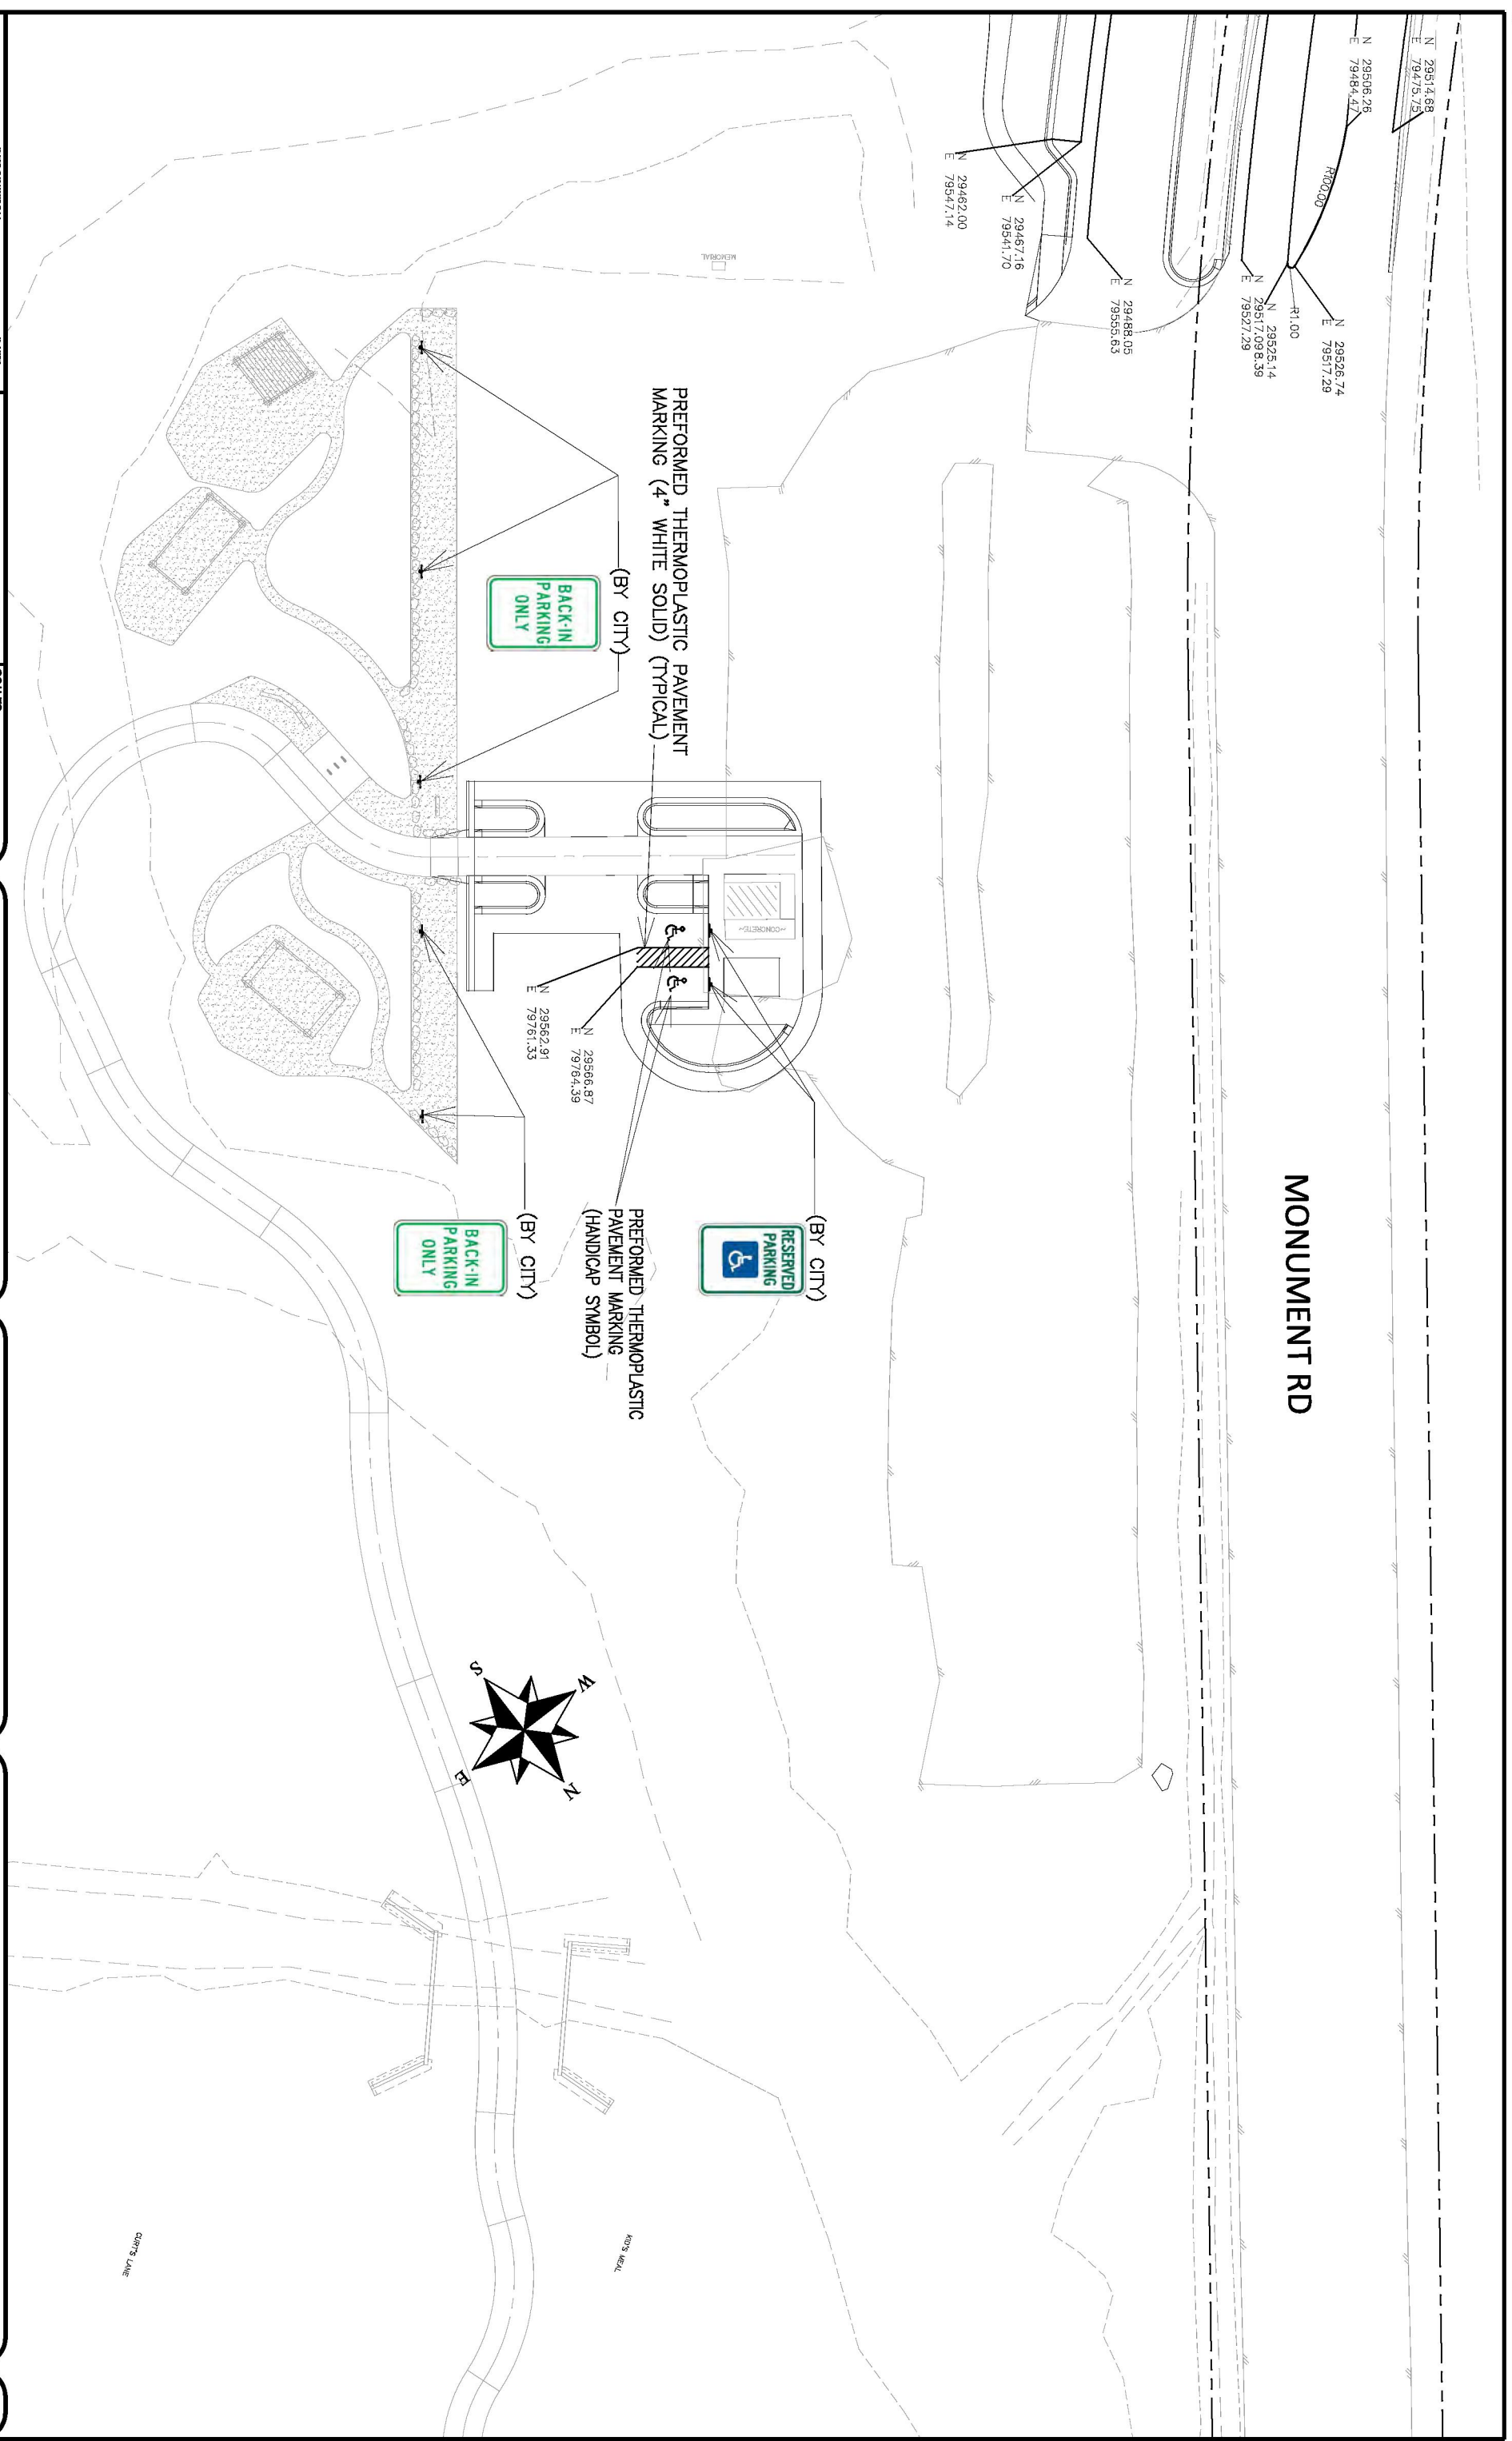 N 29514.68
E 79475.75
N 29506.26
E 79484.47
R100.00
N 29526.74
E 79517.29
R1.00
N 29525.14
N 29517.098.39
E 79527.29
N 29488.05
E 79555.63
N 29467.16
E 79541.70
N 29462.00
E 79547.14
MONUMENT RD
MEMORIAL
PREFORMED THERMOPLASTIC PAVEMENT
MARKING (4" WHITE SOLID) (TYPICAL)
(BY CITY)
BACK-IN
PARKING
ONLY
~CONCRETE~
N 29566.87
E 79764.39
N 29562.91
E 79761.33
(BY CITY)
RESERVED
PARKING
PREFORMED THERMOPLASTIC
PAVEMENT MARKING
(HANDICAP SYMBOL)
(BY CITY)
BACK-IN
PARKING
ONLY
N
W
S
E
KID'S MEAL
CURT'S LANE